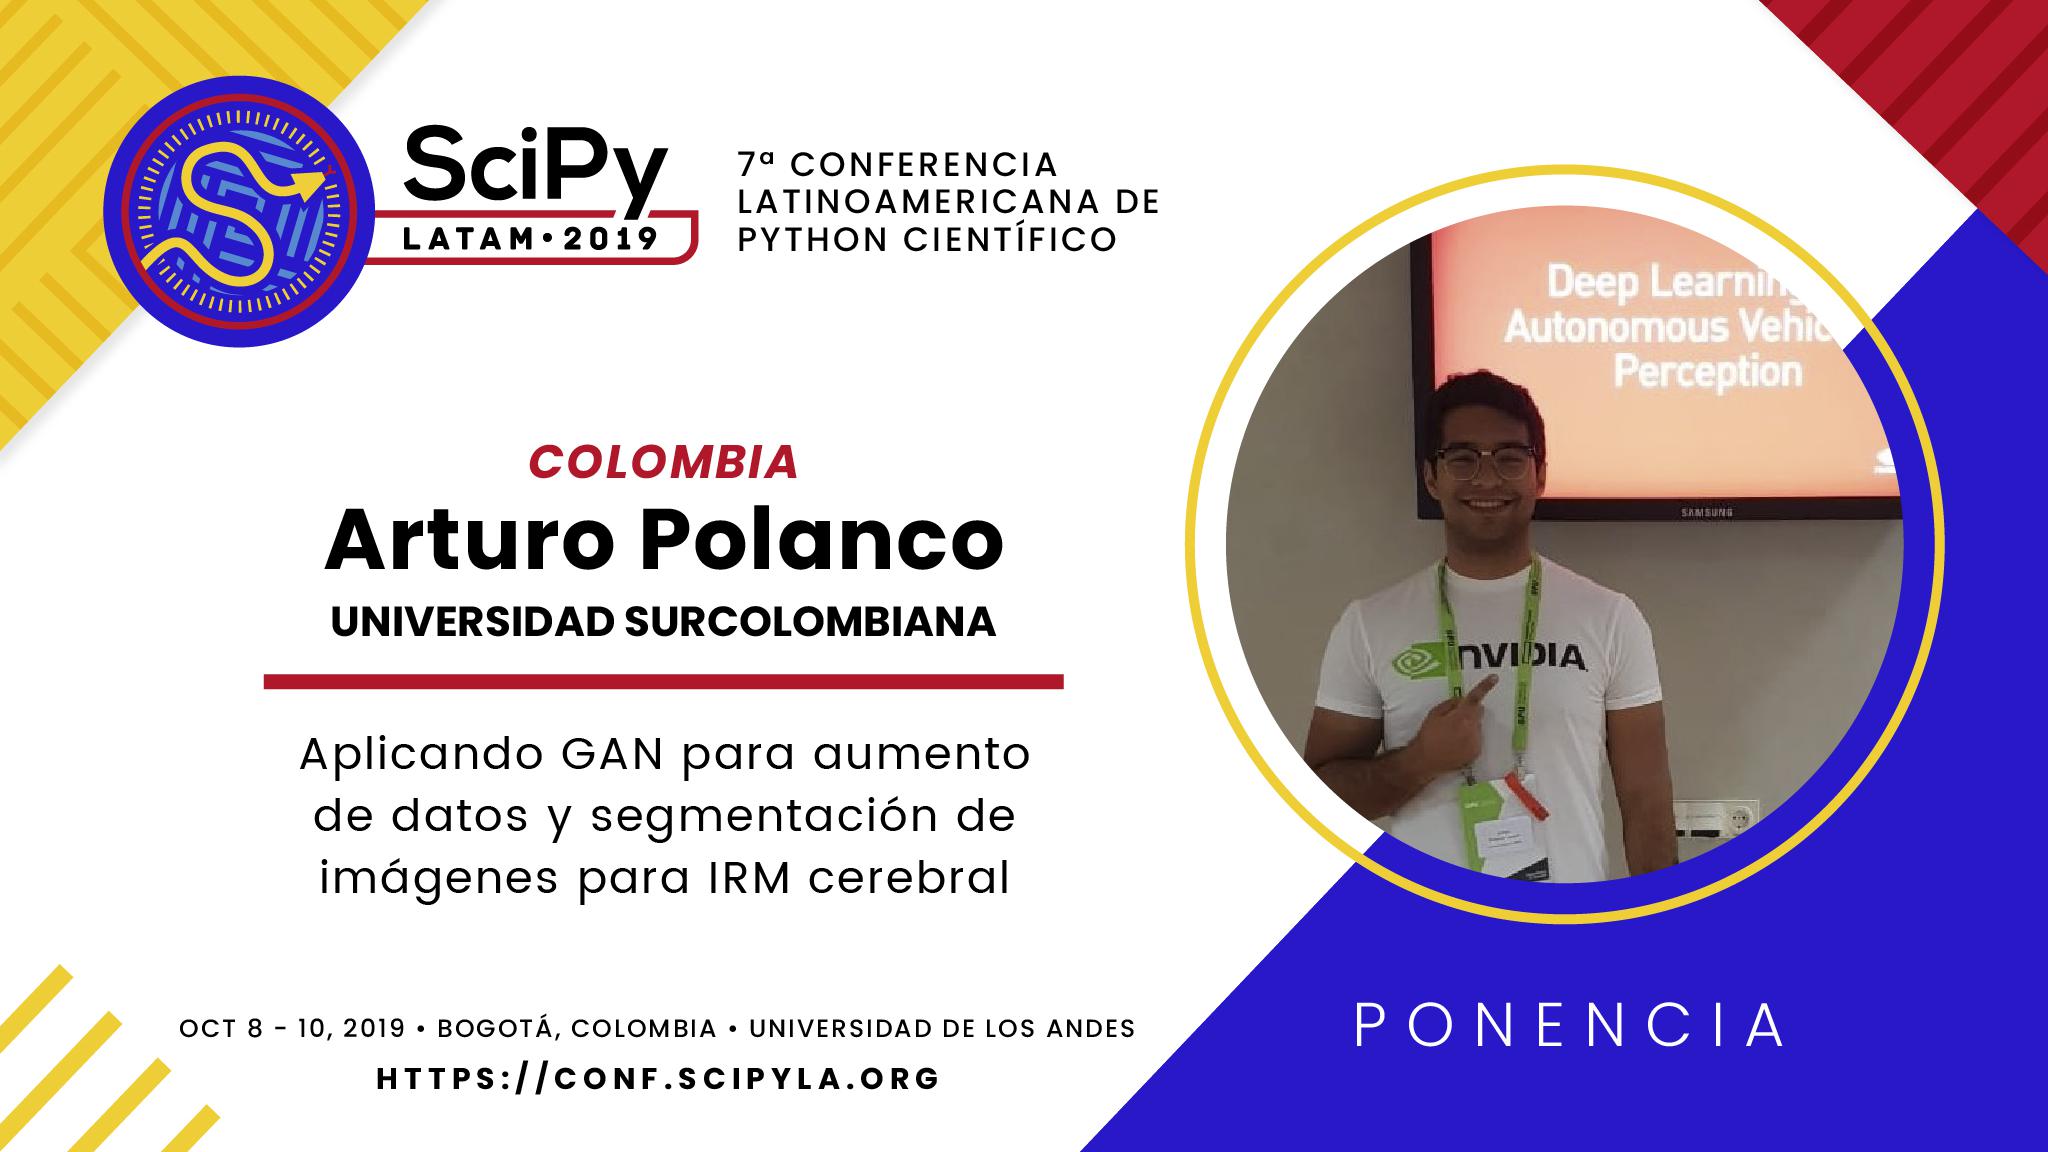 SciPy
LATAM • 2019
7ª CONFERENCIA
LATINOAMERICANA DE
PYTHON CIENTÍFICO
COLOMBIA
Arturo Polanco
UNIVERSIDAD SURCOLOMBIANA
Aplicando GAN para aumento
de datos y segmentación de
imágenes para IRM cerebral
OCT 8 - 10, 2019 • BOGOTÁ, COLOMBIA • UNIVERSIDAD DE LOS ANDES
HTTPS://CONF.SCIPYLA.ORG
Deep Learning
Autonomous
Perception
SAMSUNG
NVIDIA
PONENCIA